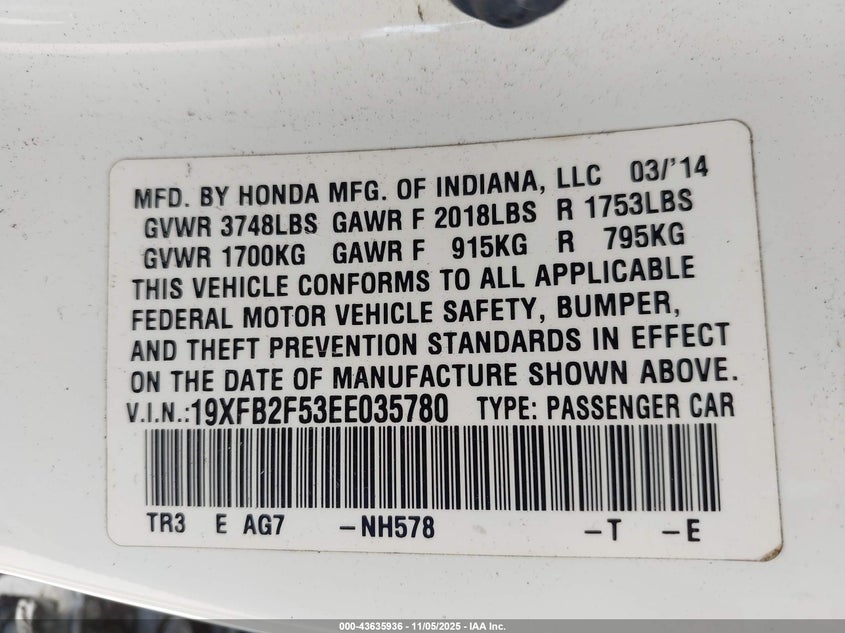 MFD. BY HONDA MFG. OF INDIANA, LLC 03/'14
GVWR 3748LBS GAWR F 2018LBS R 1753LBS
GVWR 1700KG GAWR F 915KG R 795KG
THIS VEHICLE CONFORMS TO ALL APPLICABLE
FEDERAL MOTOR VEHICLE SAFETY, BUMPER,
AND THEFT PREVENTION STANDARDS IN EFFECT
ON THE DATE OF MANUFACTURE SHOWN ABOVE.
V.I.N.:19XFB2F53EE035780 TYPE: PASSENGER CAR
TR3 E AG7 -NH578 -T -E
000-43635936 - 11/05/2025 - IAA Inc.